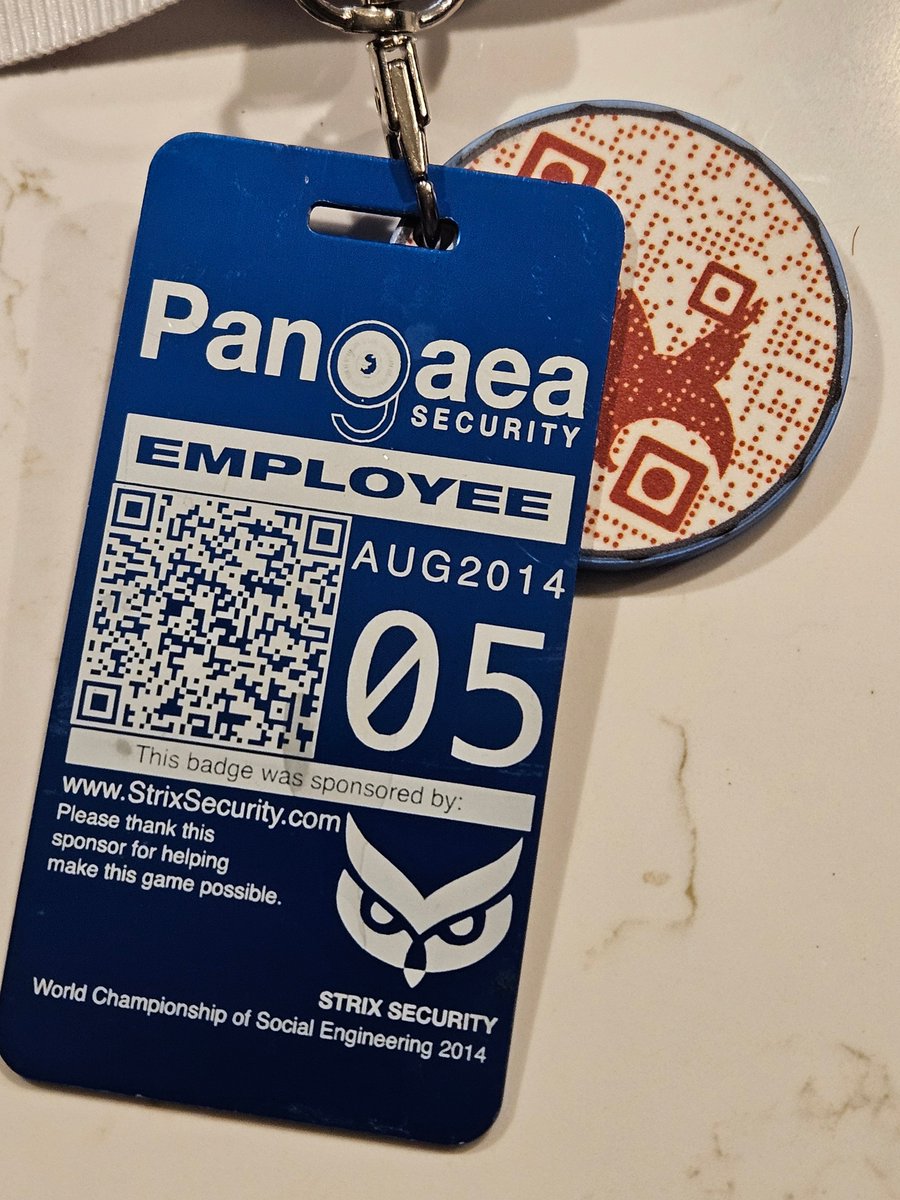 Pangaea
SECURITY
EMPLOYEE
AUG2014
05
This badge was sponsored by:
www.StrixSecurity.com
Please thank this
sponsor for helping
make this game possible.
STRIX SECURITY
World Championship of Social Engineering 2014